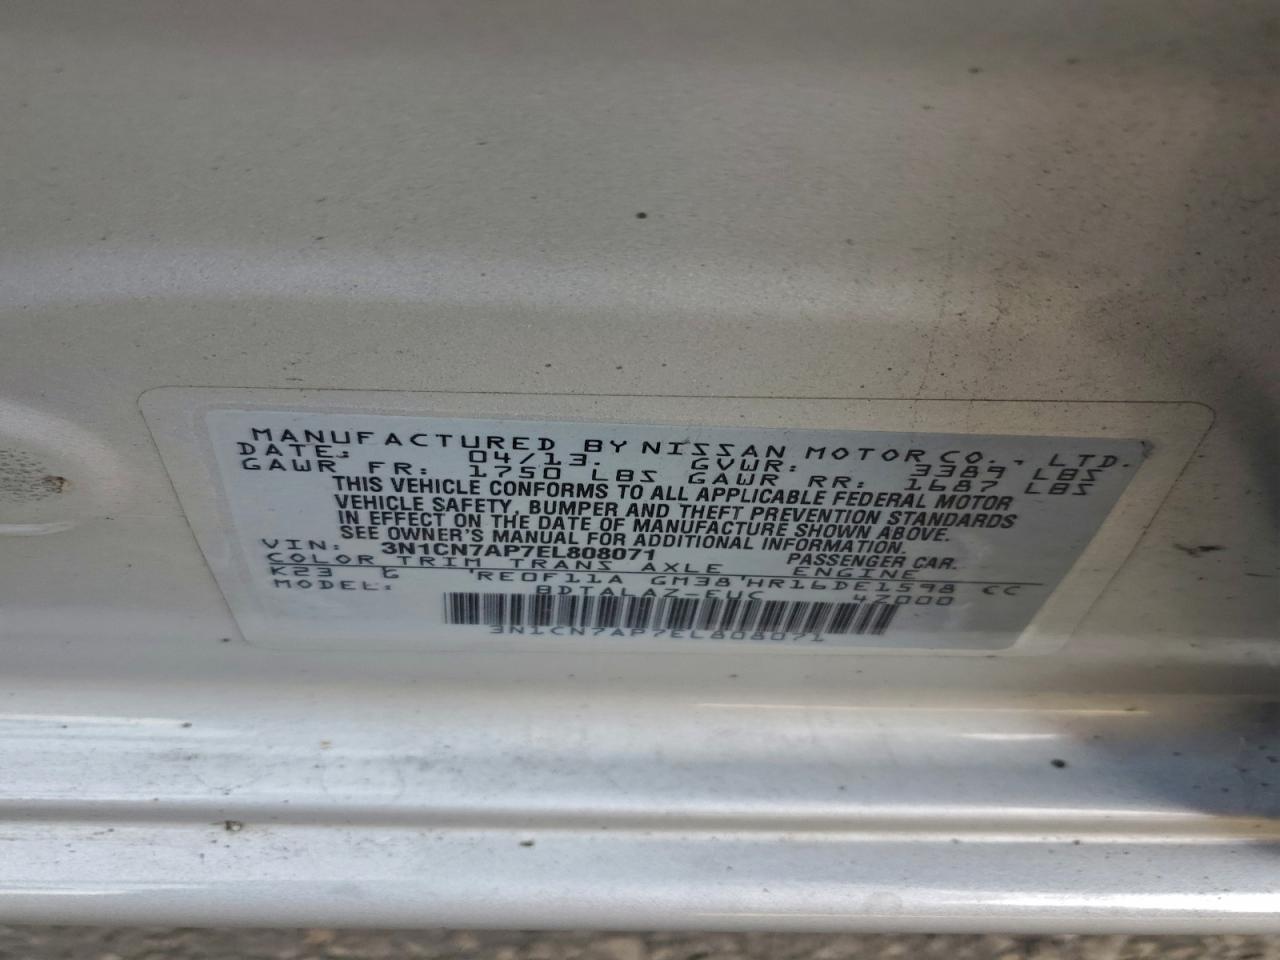 MANUFACTURED BY NISSAN MOTOR CO., LTD.
DATE: 04/13. GVWR: 3389 LBS
GAWR FR: 1750 LBS GAWR RR: 1687 LBS
THIS VEHICLE CONFORMS TO ALL APPLICABLE FEDERAL MOTOR
VEHICLE SAFETY, BUMPER AND THEFT PREVENTION STANDARDS
IN EFFECT ON THE DATE OF MANUFACTURE SHOWN ABOVE.
SEE OWNER'S MANUAL FOR ADDITIONAL INFORMATION.
VIN: 3N1CN7AP7EL808071 PASSENGER CAR.
COLOR TRIM TRANS AXLE ENGINE
K23 G RE0F11A GM38 HR16DE1598 CC
MODEL: BDTALAZ-EUC 4Z000
3N1CN7AP7EL808071